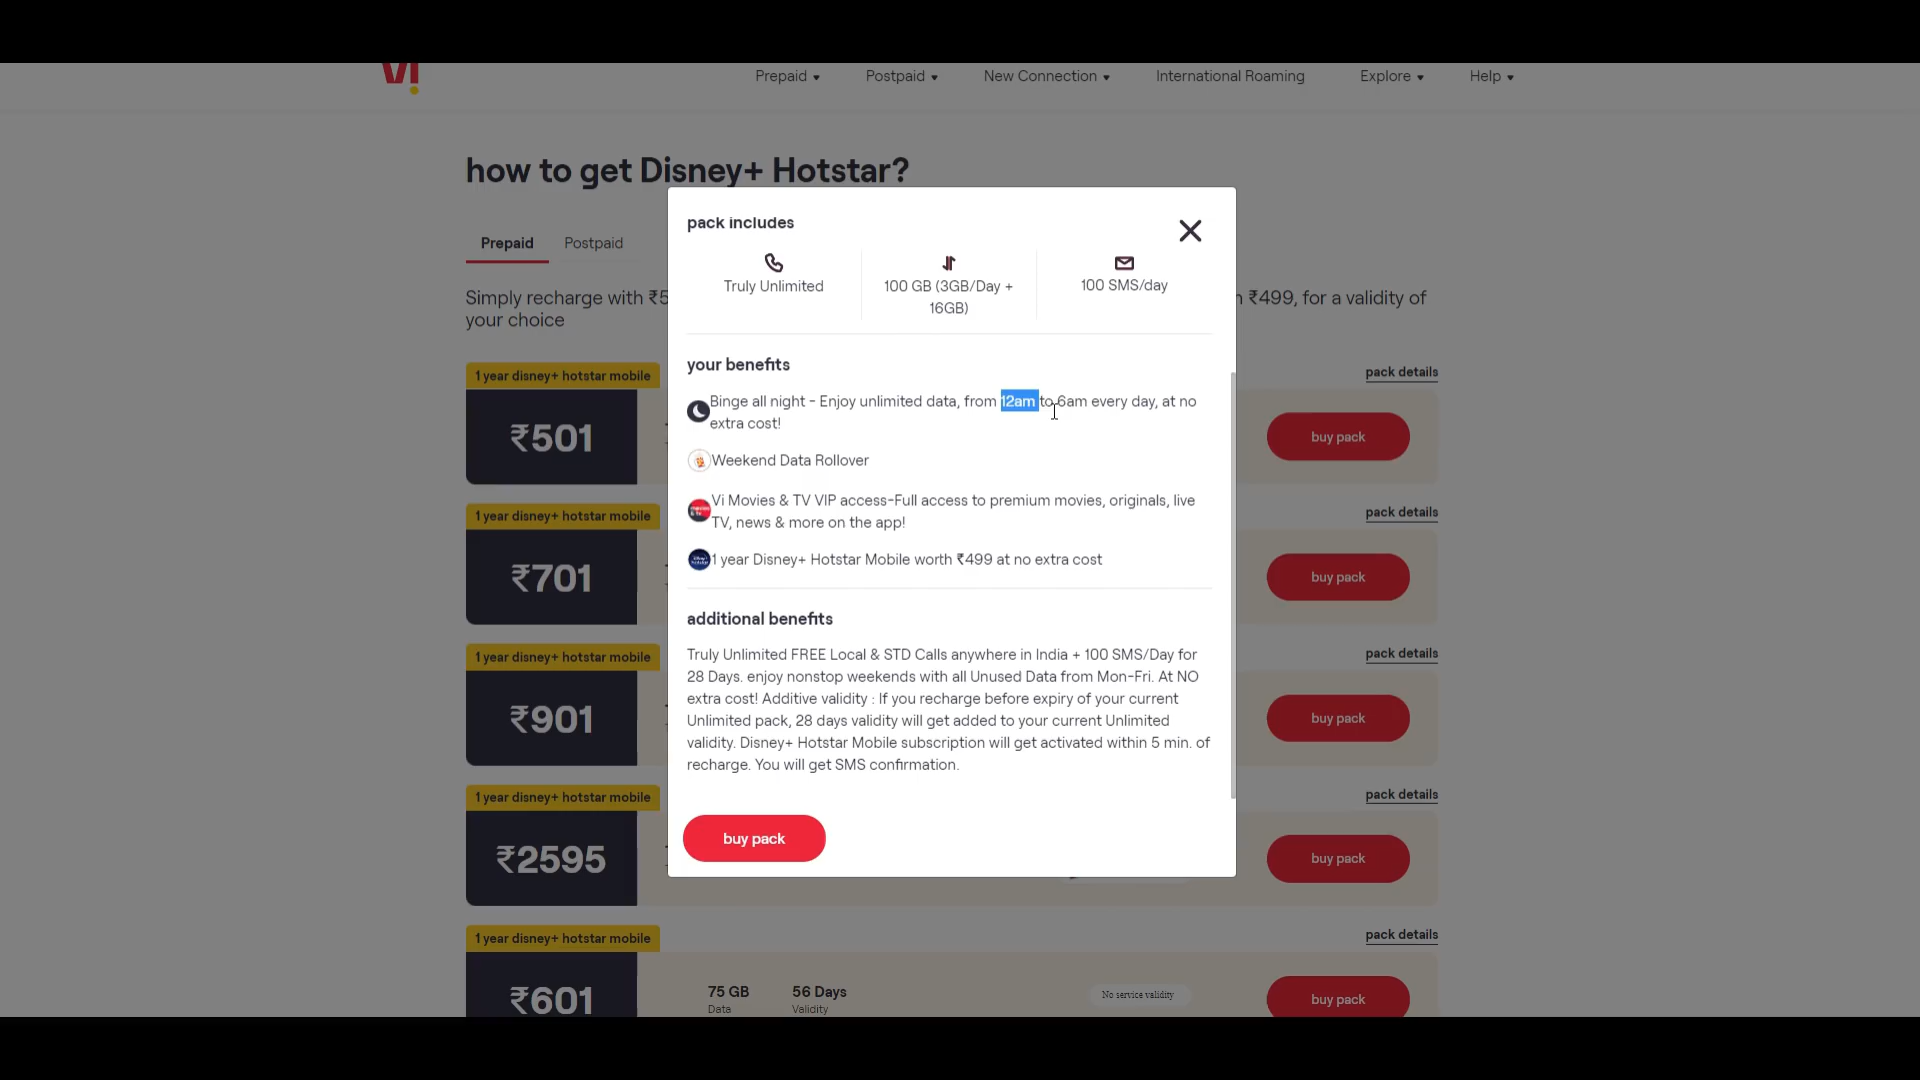 VI
Prepaid
Postpaid
New Connection
International Roaming
Explore
Help
how to get Disney+ Hotstar?
Prepaid
Postpaid
Simply recharge with ₹5
₹499, for a validity of
your choice
pack includes
Truly Unlimited
100 GB (3GB/Day +
16GB)
100 SMS/day
your benefits
Binge all night - Enjoy unlimited data, from 12am to 6am every day, at no
extra cost!
Weekend Data Rollover
Vi Movies & TV VIP access-Full access to premium movies, originals, live
TV, news & more on the app!
1 year Disney+ Hotstar Mobile worth ₹499 at no extra cost
additional benefits
Truly Unlimited FREE Local & STD Calls anywhere in India + 100 SMS/Day for
28 Days. enjoy nonstop weekends with all Unused Data from Mon-Fri. At NO
extra cost! Additive validity : If you recharge before expiry of your current
Unlimited pack, 28 days validity will get added to your current Unlimited
validity. Disney+ Hotstar Mobile subscription will get activated within 5 min. of
recharge. You will get SMS confirmation.
buy pack
1 year disney+ hotstar mobile
pack details
₹501
buy pack
1 year disney+ hotstar mobile
pack details
₹701
buy pack
1 year disney+ hotstar mobile
pack details
₹901
buy pack
1 year disney+ hotstar mobile
pack details
₹2595
buy pack
1 year disney+ hotstar mobile
pack details
₹601
75 GB
Data
56 Days
Validity
No service validity
buy pack